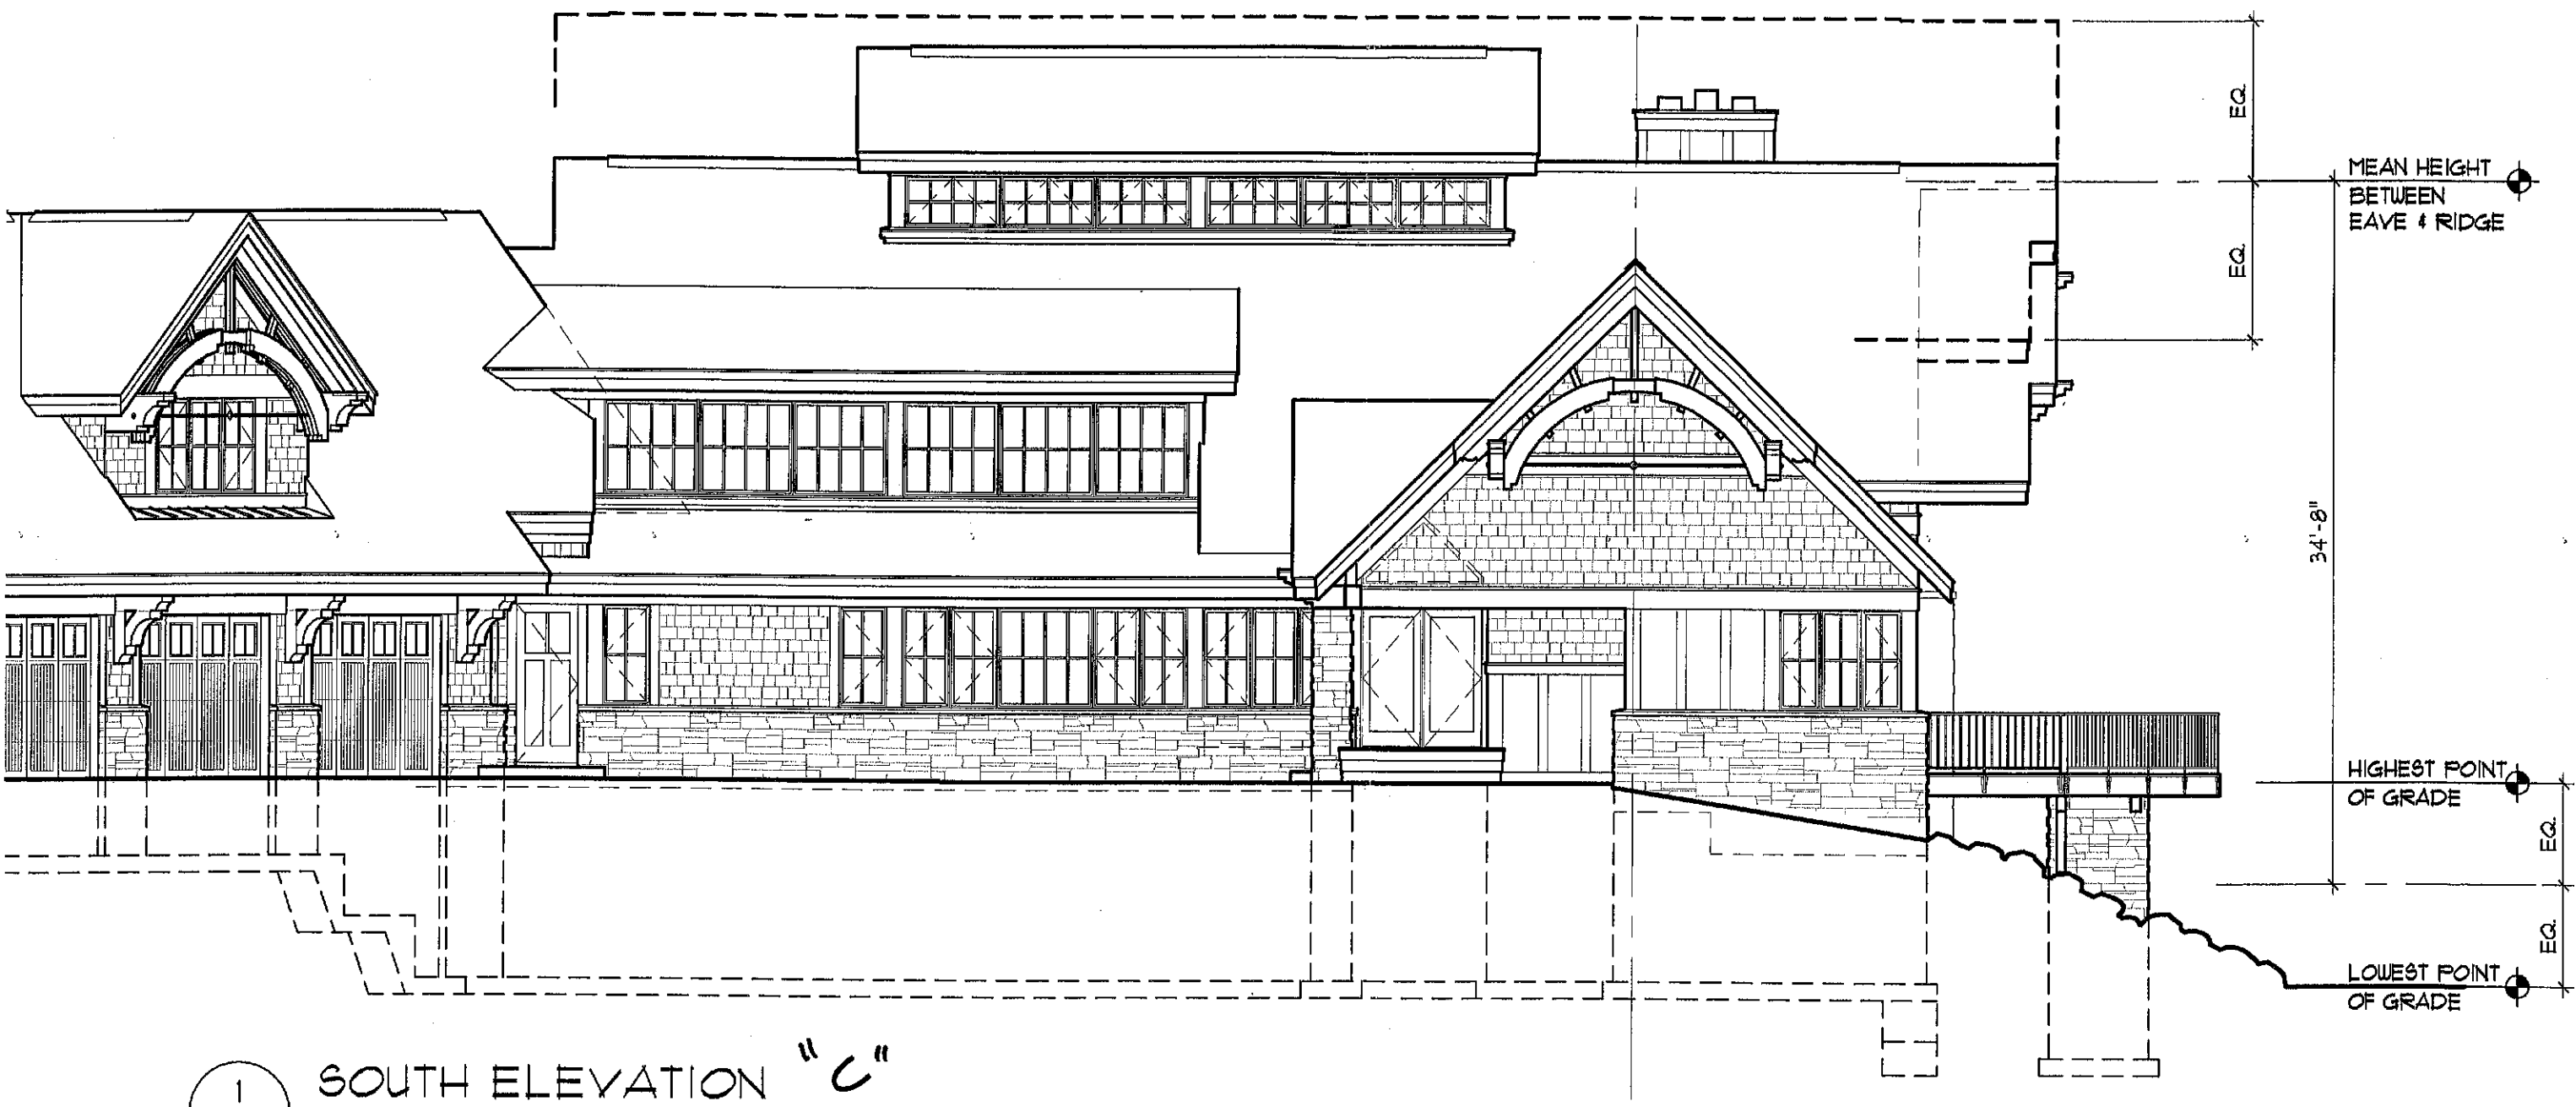 EQ.
MEAN HEIGHT
BETWEEN
EAVE & RIDGE
EQ.
34'-8"
HIGHEST POINT
OF GRADE
EQ.
EQ.
LOWEST POINT
OF GRADE
1
SOUTH ELEVATION "C"